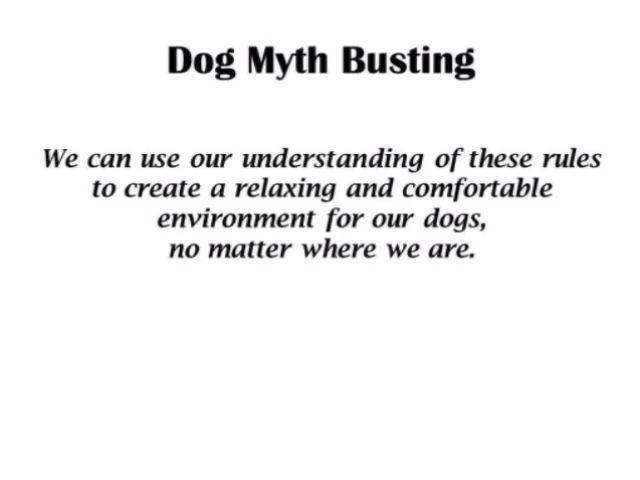 Dog Myth Busting
We can use our understanding of these rules
to create a relaxing and comfortable
environment for our dogs,
no matter where we are.